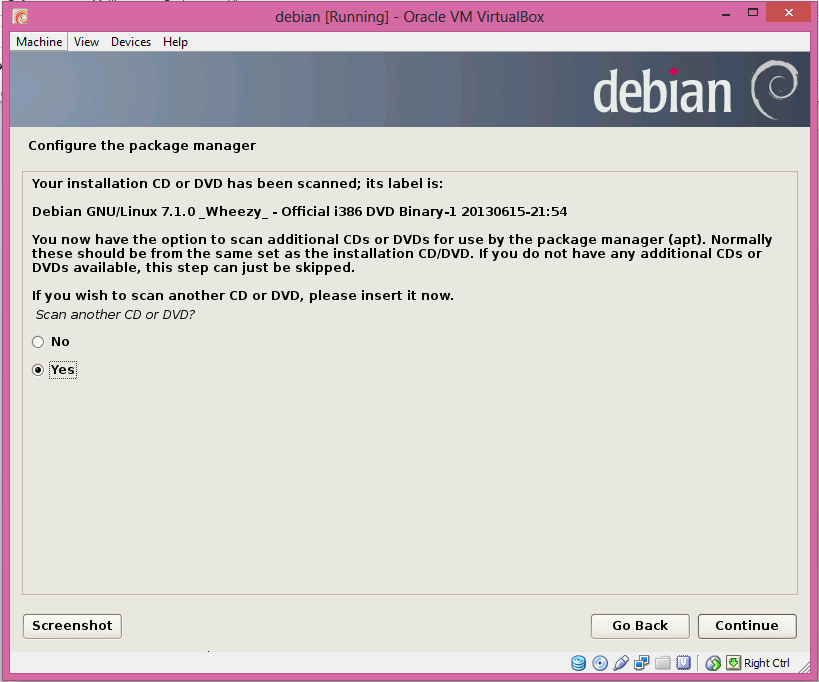 debian [Running] - Oracle VM VirtualBox
Machine View Devices Help
debian
Configure the package manager
Your installation CD or DVD has been scanned; its label is:
Debian GNU/Linux 7.1.0 _Wheezy_ - Official i386 DVD Binary-1 20130615-21:54
You now have the option to scan additional CDs or DVDs for use by the package manager (apt). Normally
these should be from the same set as the installation CD/DVD. If you do not have any additional CDs or
DVDs available, this step can just be skipped.
If you wish to scan another CD or DVD, please insert it now.
Scan another CD or DVD?
No
Yes
Screenshot Go Back Continue
Right Ctrl